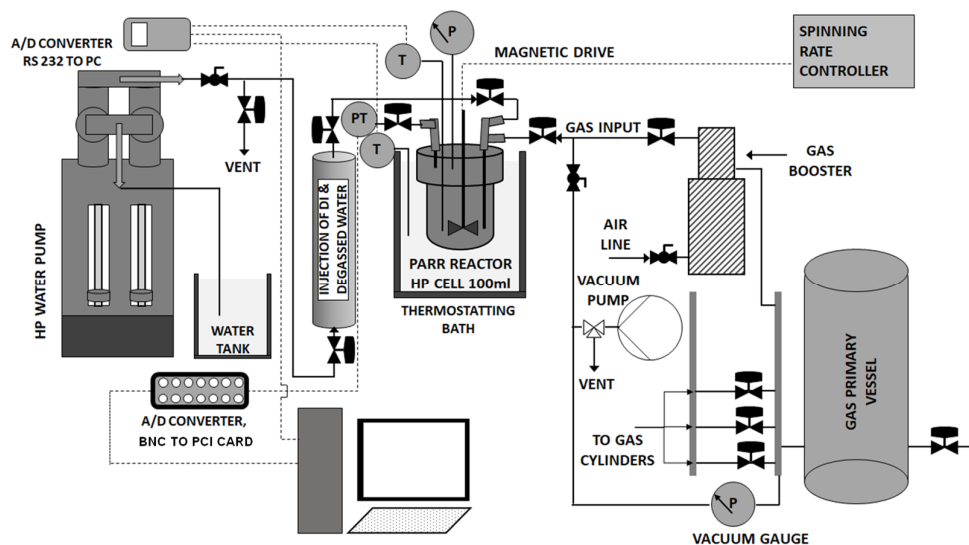 A/D CONVERTER
RS 232 TO PC
T
P
MAGNETIC DRIVE
SPINNING
RATE
CONTROLLER
HP WATER PUMP
VENT
PT
T
GAS INPUT
GAS
BOOSTER
INJECTION OF DI &
DEGASSED WATER
PARR REACTOR
HP CELL 100ml
THERMOSTATTING
BATH
AIR
LINE
VACUUM
PUMP
VENT
WATER
TANK
GAS PRIMARY
VESSEL
A/D CONVERTER,
BNC TO PCI CARD
TO GAS
CYLINDERS
P
VACUUM GAUGE